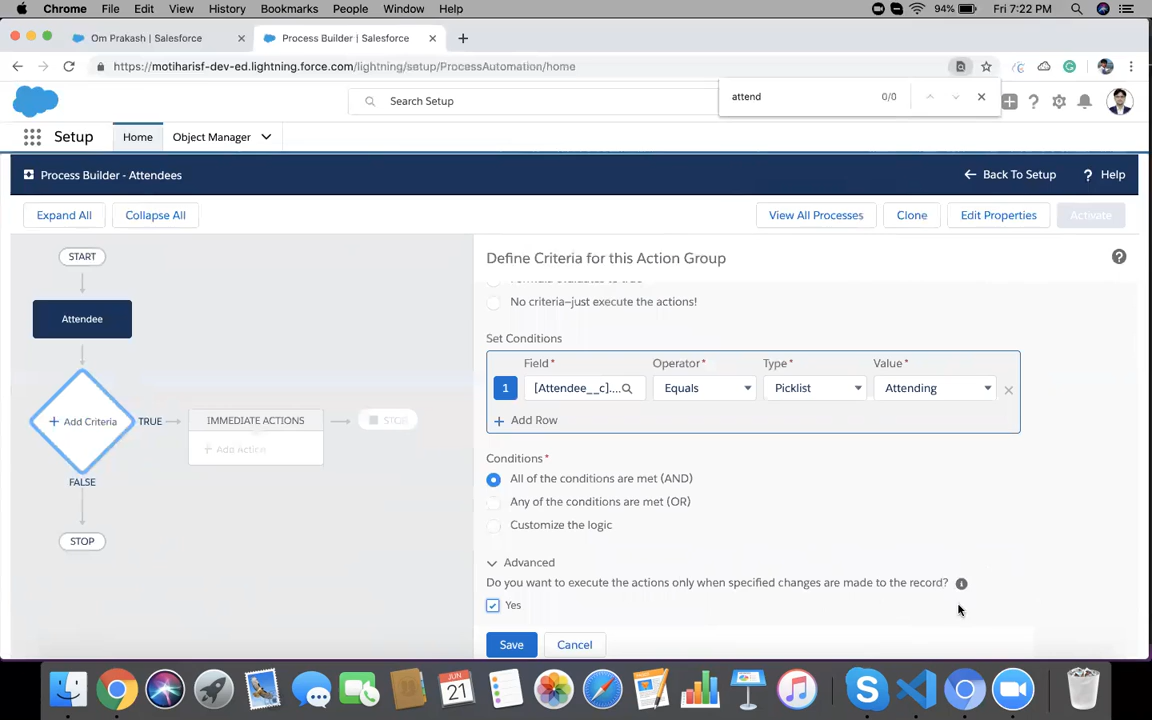 Chrome File Edit View History Bookmarks People Window Help 94% Fri 7:22 PM
Om Prakash | Salesforce Process Builder | Salesforce
https://motiharisf-dev-ed.lightning.force.com/lightning/setup/ProcessAutomation/home
attend 0/0
Search Setup
Setup Home Object Manager
Process Builder - Attendees Back To Setup ? Help
Expand All Collapse All View All Processes Clone Edit Properties Activate
START
Define Criteria for this Action Group
Formula evaluates to true
No criteria—just execute the actions!
Attendee
Set Conditions
Field* Operator* Type* Value*
1 [Attendee__c].... Equals Picklist Attending
+ Add Row
+ Add Criteria TRUE IMMEDIATE ACTIONS STOP
+ Add Action
FALSE
STOP
Conditions*
All of the conditions are met (AND)
Any of the conditions are met (OR)
Customize the logic
Advanced
Do you want to execute the actions only when specified changes are made to the record?
Yes
Save Cancel
JUN
21